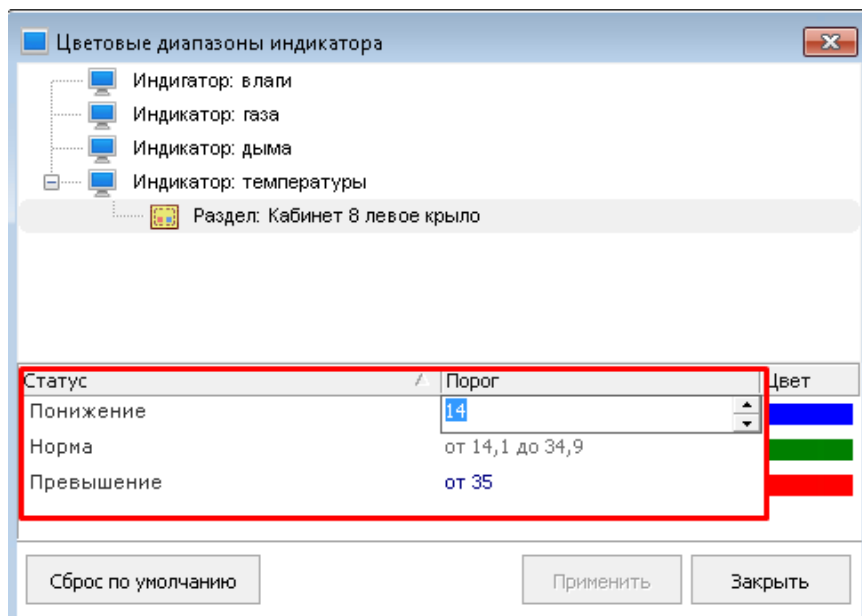 Цветовые диапазоны индикатора
Индигатор: влаги
Индикатор: газа
Индикатор: дыма
Индикатор: температуры
Раздел: Кабинет 8 левое крыло
Статус Порог Цвет
Понижение 14
Норма от 14,1 до 34,9
Превышение от 35
Сброс по умолчанию Применить Закрыть